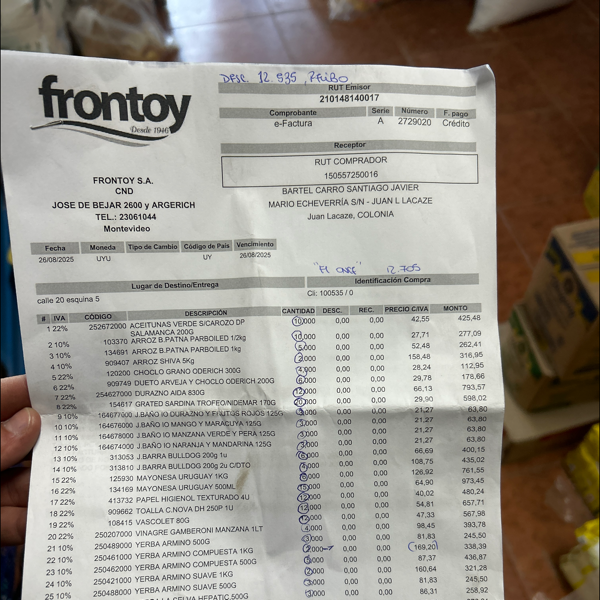 DESC. 12.535
frontoy
Desde 1946
RUT Emisor
210148140017
Comprobante Serie Número F. pago
e-Factura A 2729020 Crédito
Receptor
RUT COMPRADOR
150557250016
BARTEL CARRO SANTIAGO JAVIER
MARIO ECHEVERRIA S/N - JUAN L LACAZE
Juan Lacaze, COLONIA
FRONTOY S.A.
CND
JOSE DE BEJAR 2600 y ARGERICH
TEL.: 23061044
Montevideo
Fecha Moneda Tipo de Cambio Código de País Vencimiento
26/08/2025 UYU UY 26/08/2025
12.705
Lugar de Destino/Entrega Identificación Compra
calle 20 esquina 5 Cli: 100535 / 0
# IVA CÓDIGO DESCRIPCIÓN CANTIDAD DESC. REC. PRECIO C/IVA MONTO
1 22% 252672000 ACEITUNAS VERDE S/CAROZO DP 10,000 0,00 0,00 42,55 425,48
SALAMANCA 200G
2 10% 103370 ARROZ B.PATNA PARBOILED 1/2kg 10,000 0,00 0,00 27,71 277,09
3 10% 134691 ARROZ B.PATNA PARBOILED 1kg 5,000 0,00 0,00 52,48 262,41
4 10% 909407 ARROZ SHIVA 5Kg 2,000 0,00 0,00 158,48 316,95
5 22% 120200 CHOCLO GRANO ODERICH 300G 4,000 0,00 0,00 28,24 112,95
6 22% 909749 DUETO ARVEJA Y CHOCLO ODERICH 200G 6,000 0,00 0,00 29,78 178,66
7 22% 254627000 DURAZNO AIDA 830G 12,000 0,00 0,00 66,13 793,57
8 22% 154617 GRATED SARDINA TROFEO/NIDEMAR 170G 20,000 0,00 0,00 29,90 598,02
9 10% 164677000 J.BAÑO IO DURAZNO Y FRUTOS ROJOS 125G 3,000 0,00 0,00 21,27 63,80
10 10% 164676000 J.BAÑO IO MANGO Y MARACUYA 125G 3,000 0,00 0,00 21,27 63,80
11 10% 164678000 J.BAÑO IO MANZANA VERDE Y PERA 125G 3,000 0,00 0,00 21,27 63,80
12 10% 164674000 J.BAÑO IO NARANJA Y MANDARINA 125G 3,000 0,00 0,00 21,27 63,80
13 10% 313053 J.BARRA BULLDOG 200g 1u 6,000 0,00 0,00 66,69 400,15
14 10% 313810 J.BARRA BULLDOG 200g 2u C/DTO 4,000 0,00 0,00 108,75 435,02
15 22% 125930 MAYONESA URUGUAY 1KG 6,000 0,00 0,00 126,92 761,55
16 22% 134169 MAYONESA URUGUAY 500ML 15,000 0,00 0,00 64,90 973,45
17 22% 413732 PAPEL HIGIENOL TEXTURADO 4U 12,000 0,00 0,00 40,02 480,24
18 22% 909662 TOALLA C.NOVA DH 250P 1U 12,000 0,00 0,00 54,81 657,71
19 22% 108415 VASCOLET 80G 12,000 0,00 0,00 47,33 567,98
20 22% 250207000 VINAGRE GAMBERONI MANZANA 1LT 4,000 0,00 0,00 98,45 393,78
21 10% 250489000 YERBA ARMINO 500G 3,000 0,00 0,00 81,83 245,50
22 10% 250461000 YERBA ARMINO COMPUESTA 1KG 2,000 0,00 0,00 (169,20) 338,39
23 10% 250462000 YERBA ARMINO COMPUESTA 500G 5,000 0,00 0,00 87,37 436,87
24 10% 250421000 YERBA ARMINO SUAVE 1KG 2,000 0,00 0,00 160,64 321,28
25 10% 250488000 YERBA ARMINO SUAVE 500G 3,000 0,00 0,00 81,83 245,50
LA SELVA HEPATIC.500G 3,000 0,00 0,00 86,31 258,92